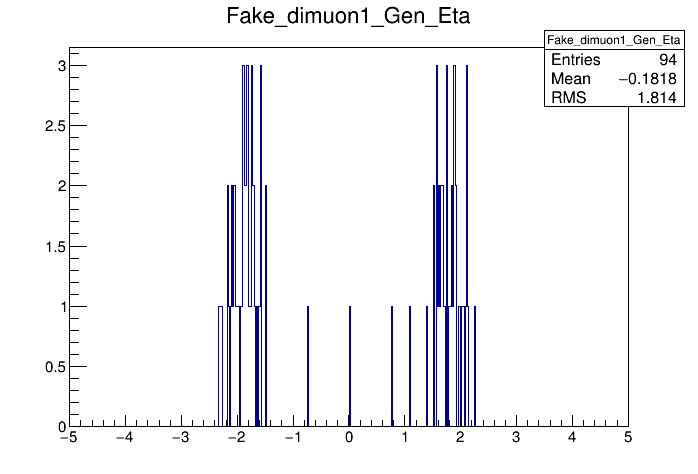 Fake_dimuon1_Gen_Eta
Fake_dimuon1_Gen_Eta
Entries 94
Mean −0.1818
RMS 1.814
3
2.5
2
1.5
1
0.5
0
−5 −4 −3 −2 −1 0 1 2 3 4 5